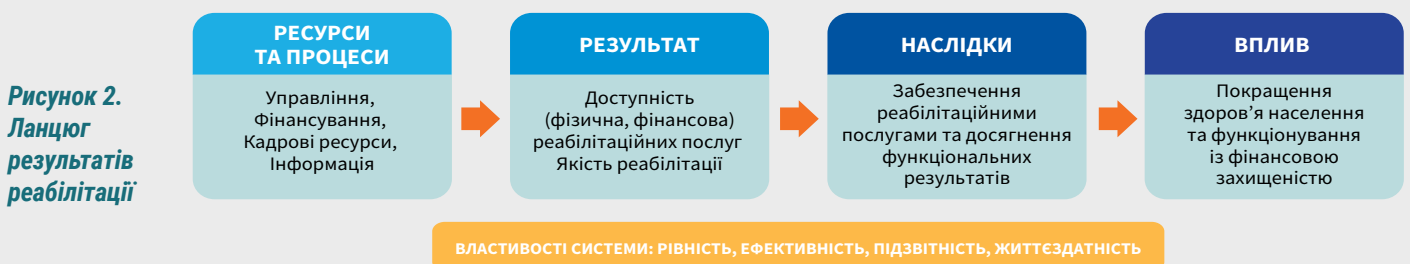 Рисунок 2.
Ланцюг
результатів
реабілітації
РЕСУРСИ
ТА ПРОЦЕСИ
Управління,
Фінансування,
Кадрові ресурси,
Інформація
РЕЗУЛЬТАТ
Доступність
(фізична, фінансова)
реабілітаційних послуг
Якість реабілітації
НАСЛІДКИ
Забезпечення
реабілітаційними
послугами та досягнення
функціональних
результатів
ВПЛИВ
Покращення
здоров’я населення
та функціонування
із фінансовою
захищеністю
ВЛАСТИВОСТІ СИСТЕМИ: РІВНІСТЬ, ЕФЕКТИВНІСТЬ, ПІДЗВІТНІСТЬ, ЖИТТЄЗДАТНІСТЬ